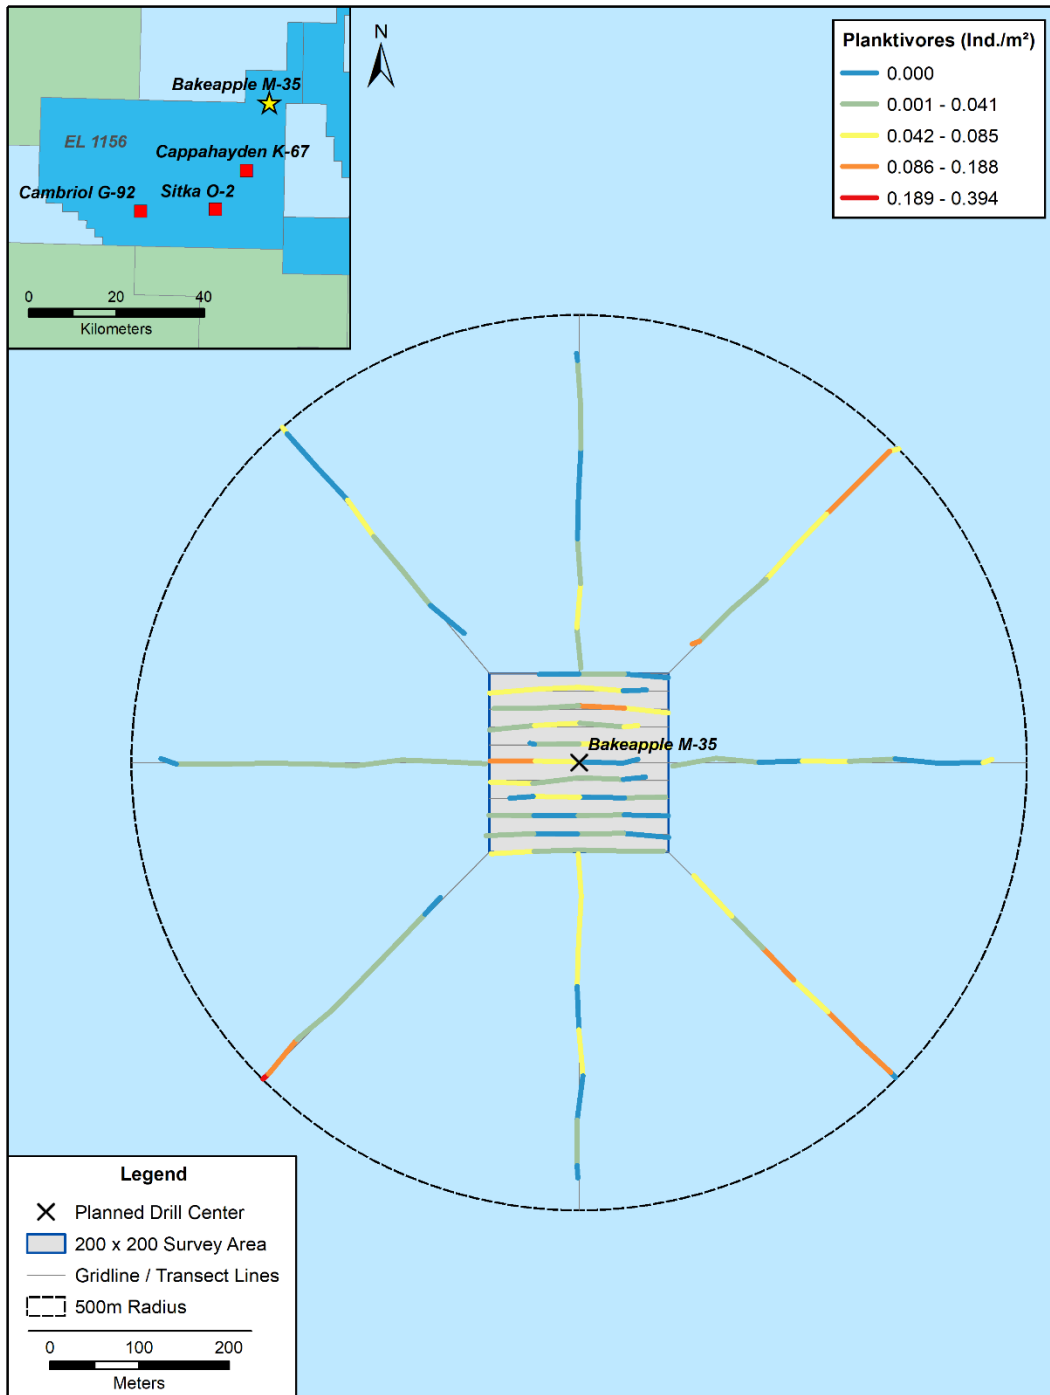 Bakeapple M-35
EL 1156
Cappahayden K-67
Cambriol G-92
Sitka O-2
0
20
40
Kilometers
N
Planktivores (Ind./m²)
0.000
0.001 - 0.041
0.042 - 0.085
0.086 - 0.188
0.189 - 0.394
Bakeapple M-35
Legend
Planned Drill Center
200 x 200 Survey Area
Gridline / Transect Lines
500m Radius
0
100
200
Meters